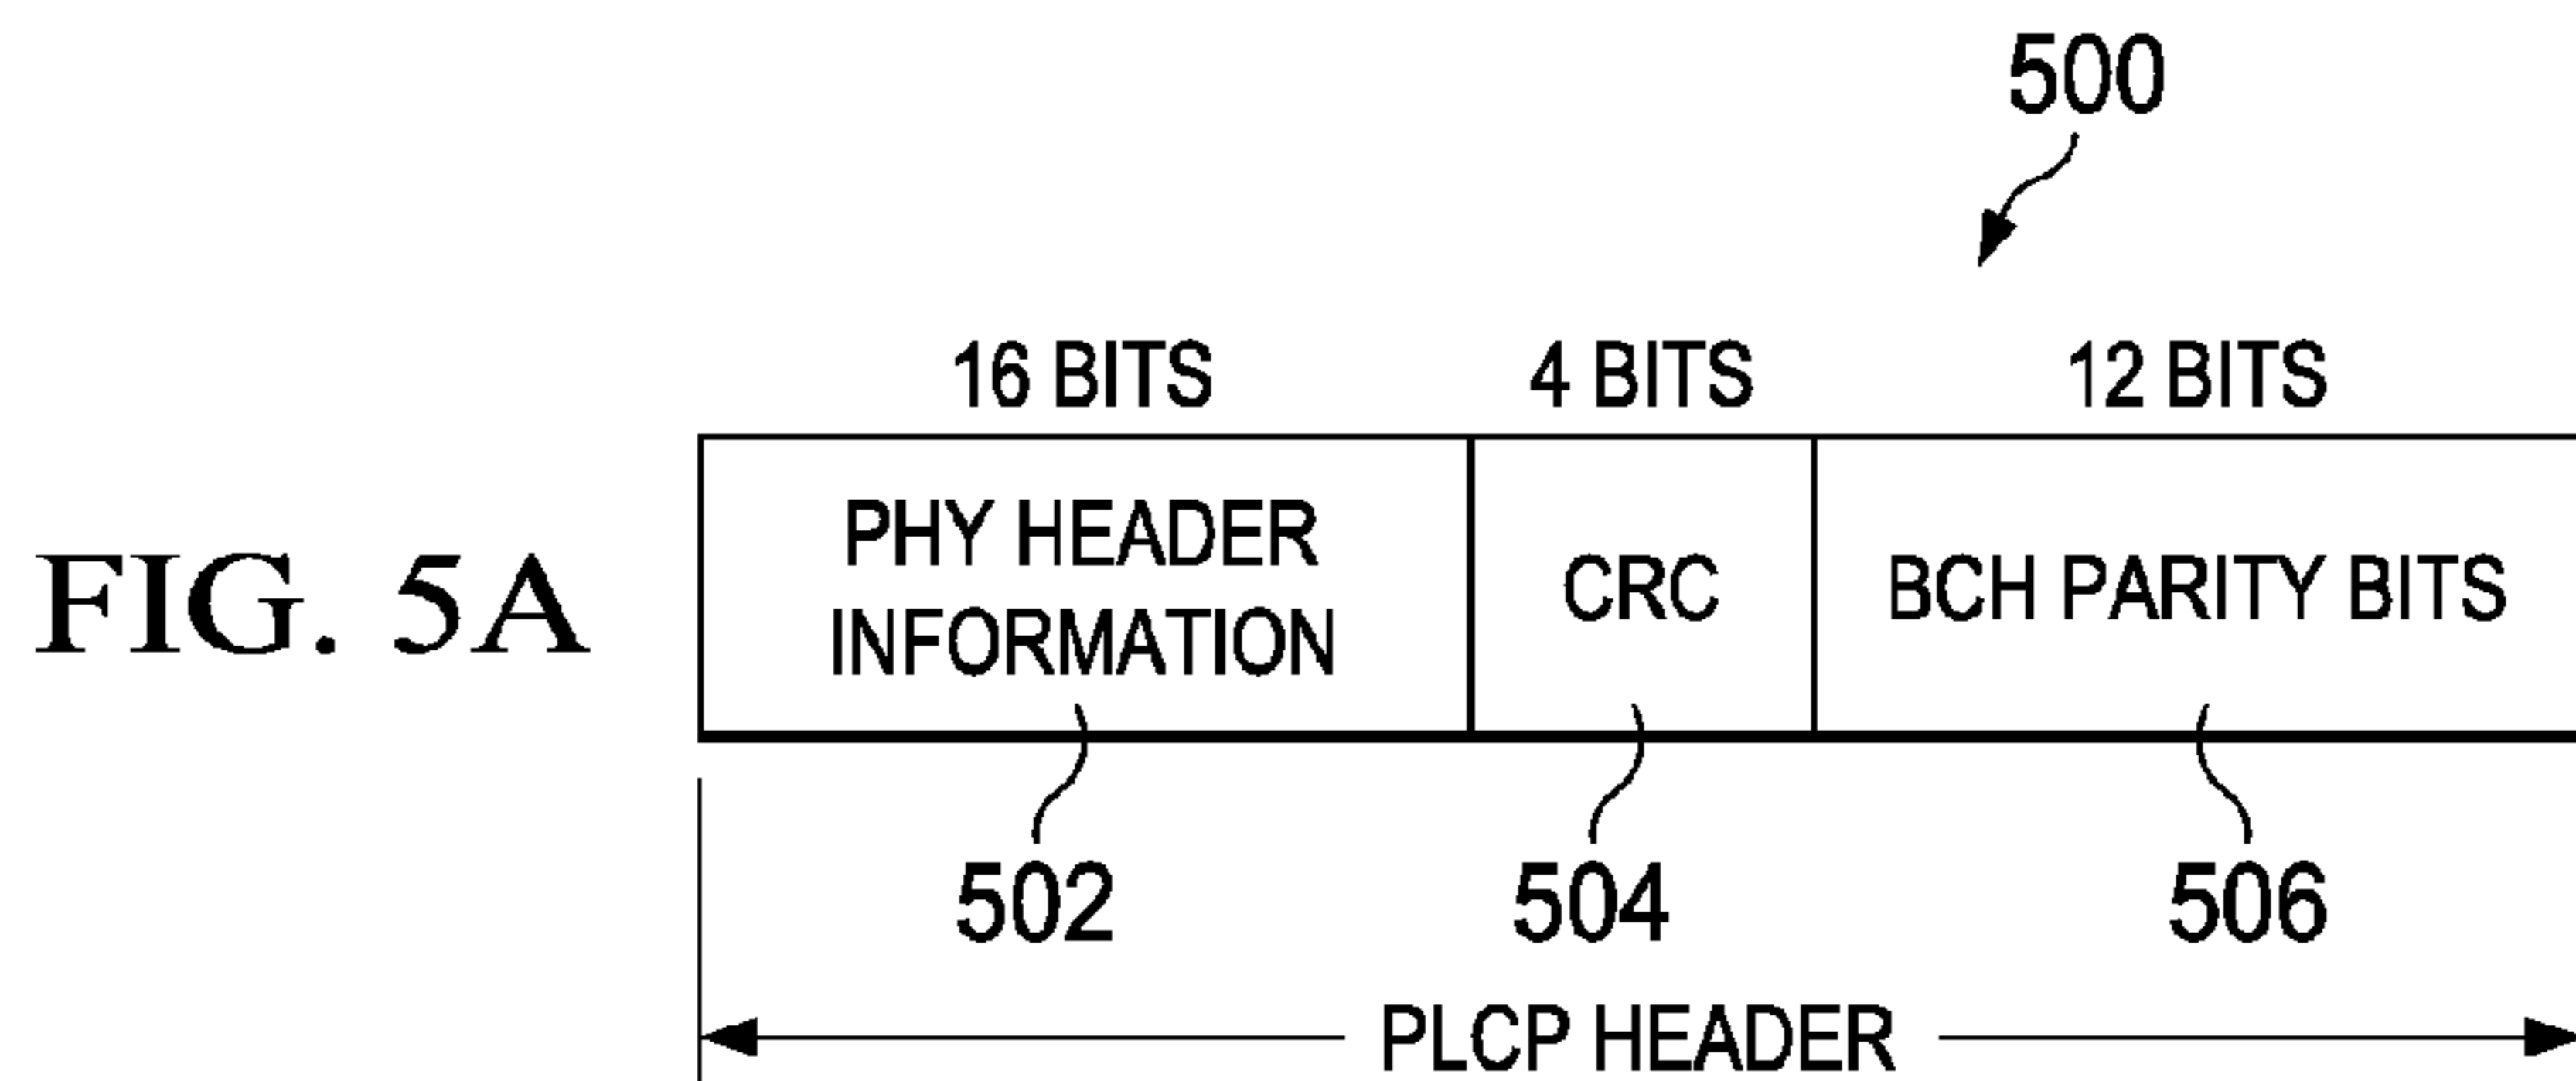 500
16 BITS
4 BITS
12 BITS
FIG. 5A
PHY HEADER
INFORMATION
CRC
BCH PARITY BITS
502
504
506
PLCP HEADER